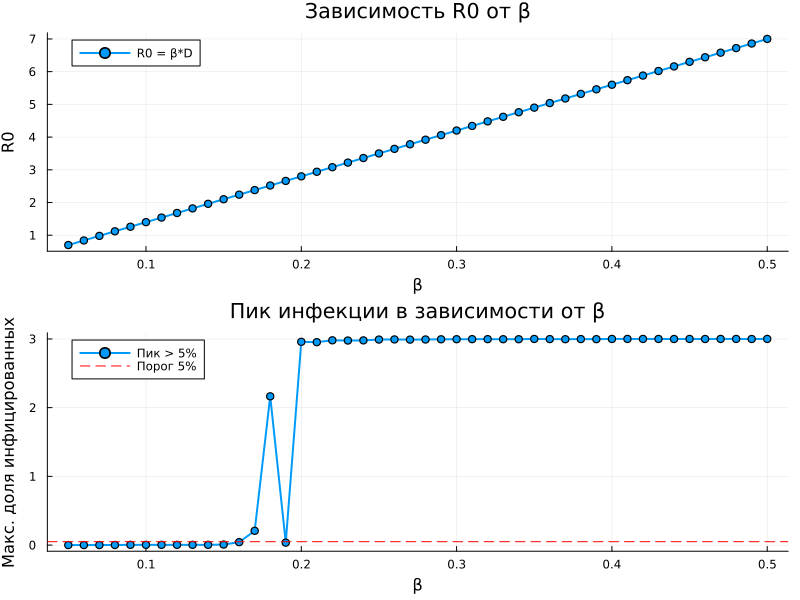 Зависимость R0 от β
7
6
5
4
3
2
1
R0
R0 = β*D
0.1
0.2
0.3
0.4
0.5
β
Пик инфекции в зависимости от β
3
2
1
0
Макс. доля инфицированных
Пик > 5%
Порог 5%
0.1
0.2
0.3
0.4
0.5
β